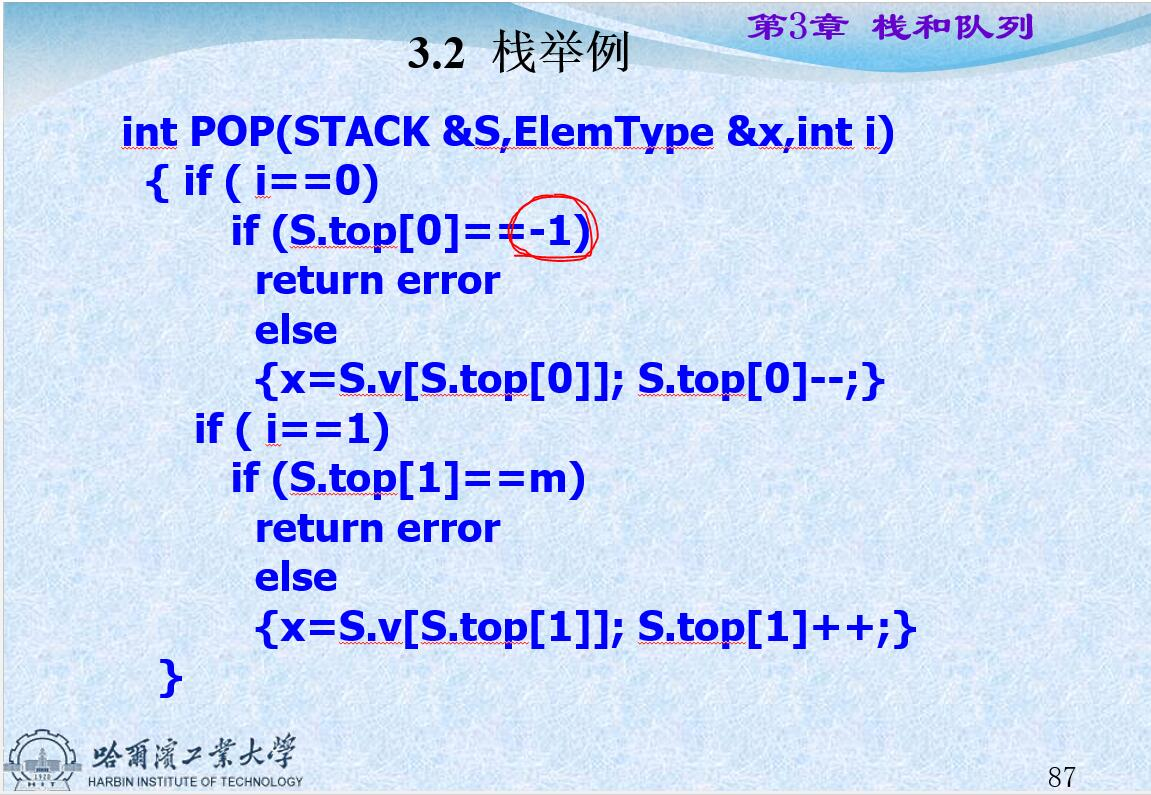 第3章 栈和队列
3.2 栈举例
int POP(STACK &S,ElemType &x,int i)
{ if ( i==0)
if (S.top[0]==-1)
return error
else
{x=S.v[S.top[0]]; S.top[0]--;}
if ( i==1)
if (S.top[1]==m)
return error
else
{x=S.v[S.top[1]]; S.top[1]++;}
}
1920
HIT
哈爾濱工業大學
HARBIN INSTITUTE OF TECHNOLOGY
87